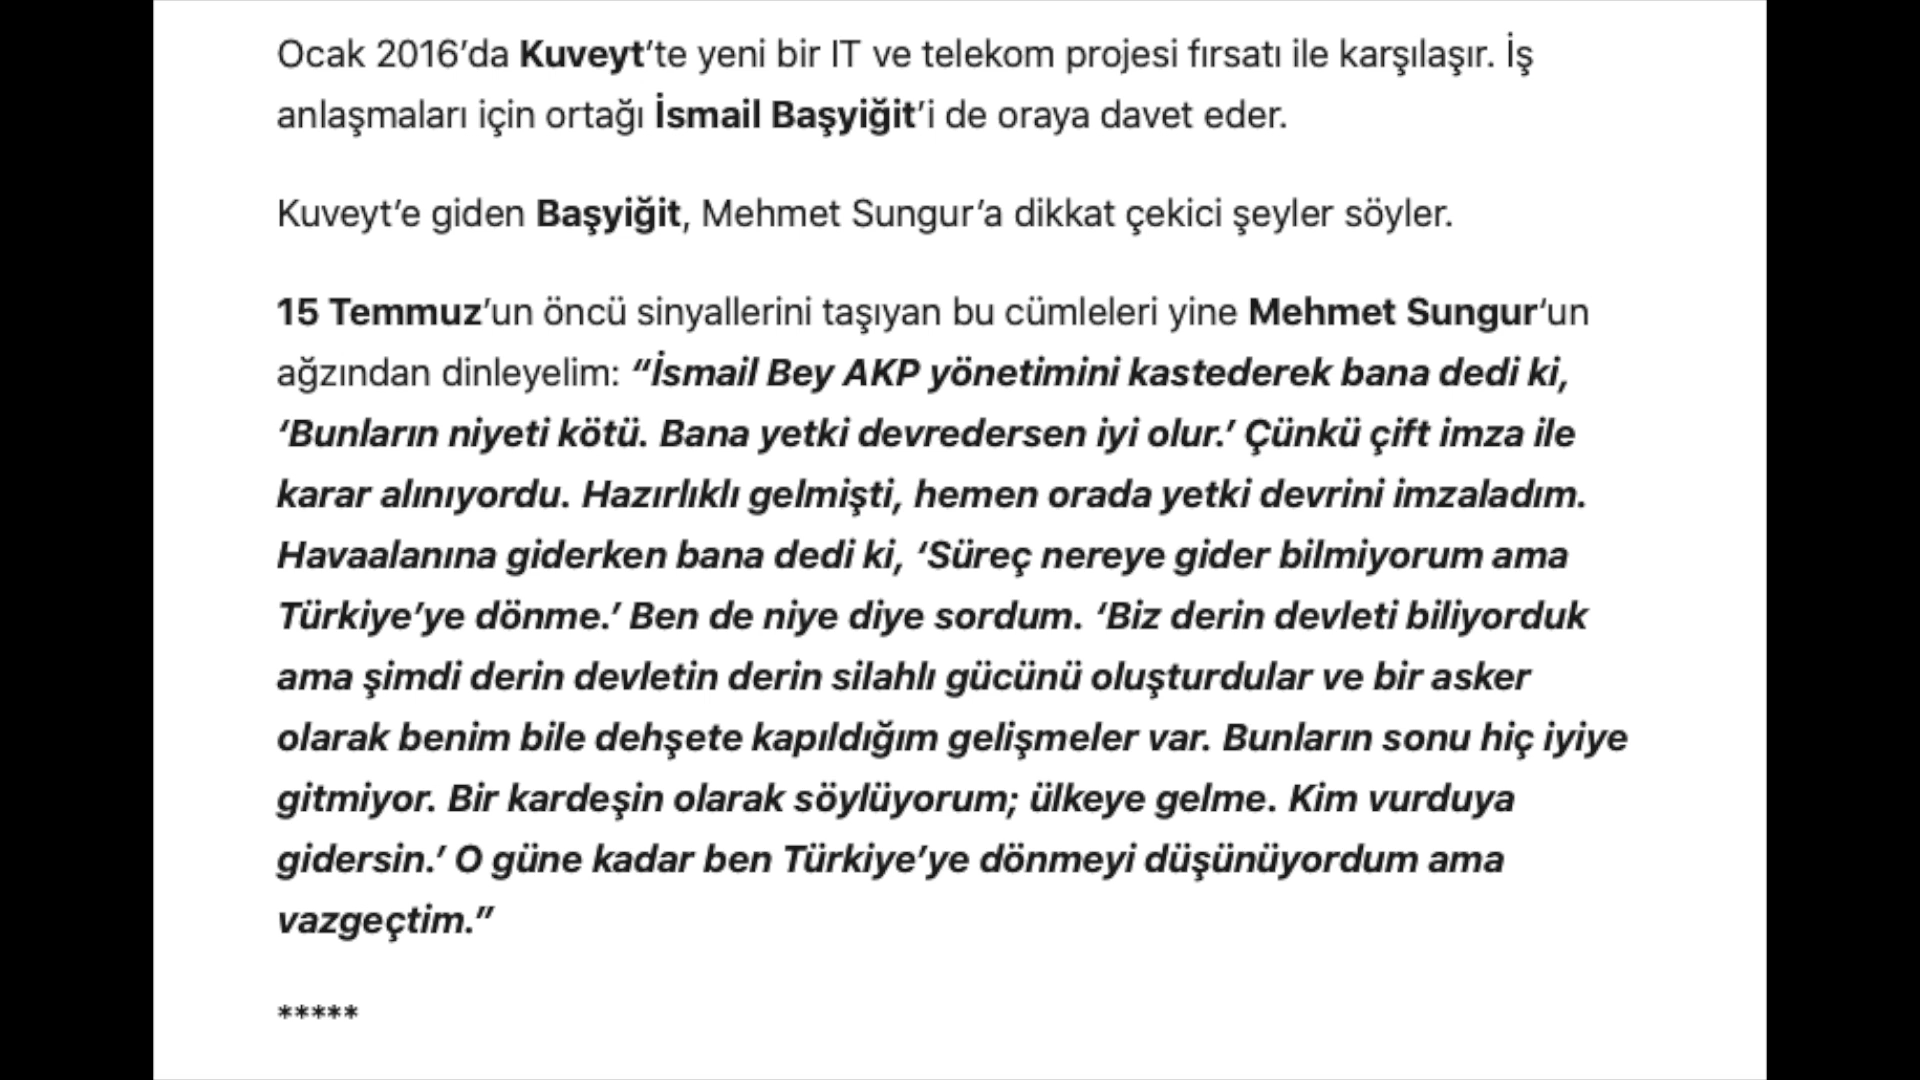 Ocak 2016’da Kuveyt’te yeni bir IT ve telekom projesi fırsatı ile karşılaşır. İş
anlaşmaları için ortağı İsmail Başyiğit’i de oraya davet eder.
Kuveyt’e giden Başyiğit, Mehmet Sungur’a dikkat çekici şeyler söyler.
15 Temmuz’un öncü sinyallerini taşıyan bu cümleleri yine Mehmet Sungur‘un
ağzından dinleyelim: “İsmail Bey AKP yönetimini kastederek bana dedi ki,
‘Bunların niyeti kötü. Bana yetki devredersen iyi olur.’ Çünkü çift imza ile
karar alınıyordu. Hazırlıklı gelmişti, hemen orada yetki devrini imzaladım.
Havaalanına giderken bana dedi ki, ‘Süreç nereye gider bilmiyorum ama
Türkiye’ye dönme.’ Ben de niye diye sordum. ‘Biz derin devleti biliyorduk
ama şimdi derin devletin derin silahlı gücünü oluşturdular ve bir asker
olarak benim bile dehşete kapıldığım gelişmeler var. Bunların sonu hiç iyiye
gitmiyor. Bir kardeşin olarak söylüyorum; ülkeye gelme. Kim vurduya
gidersin.’ O güne kadar ben Türkiye’ye dönmeyi düşünüyordum ama
vazgeçtim.”
*****